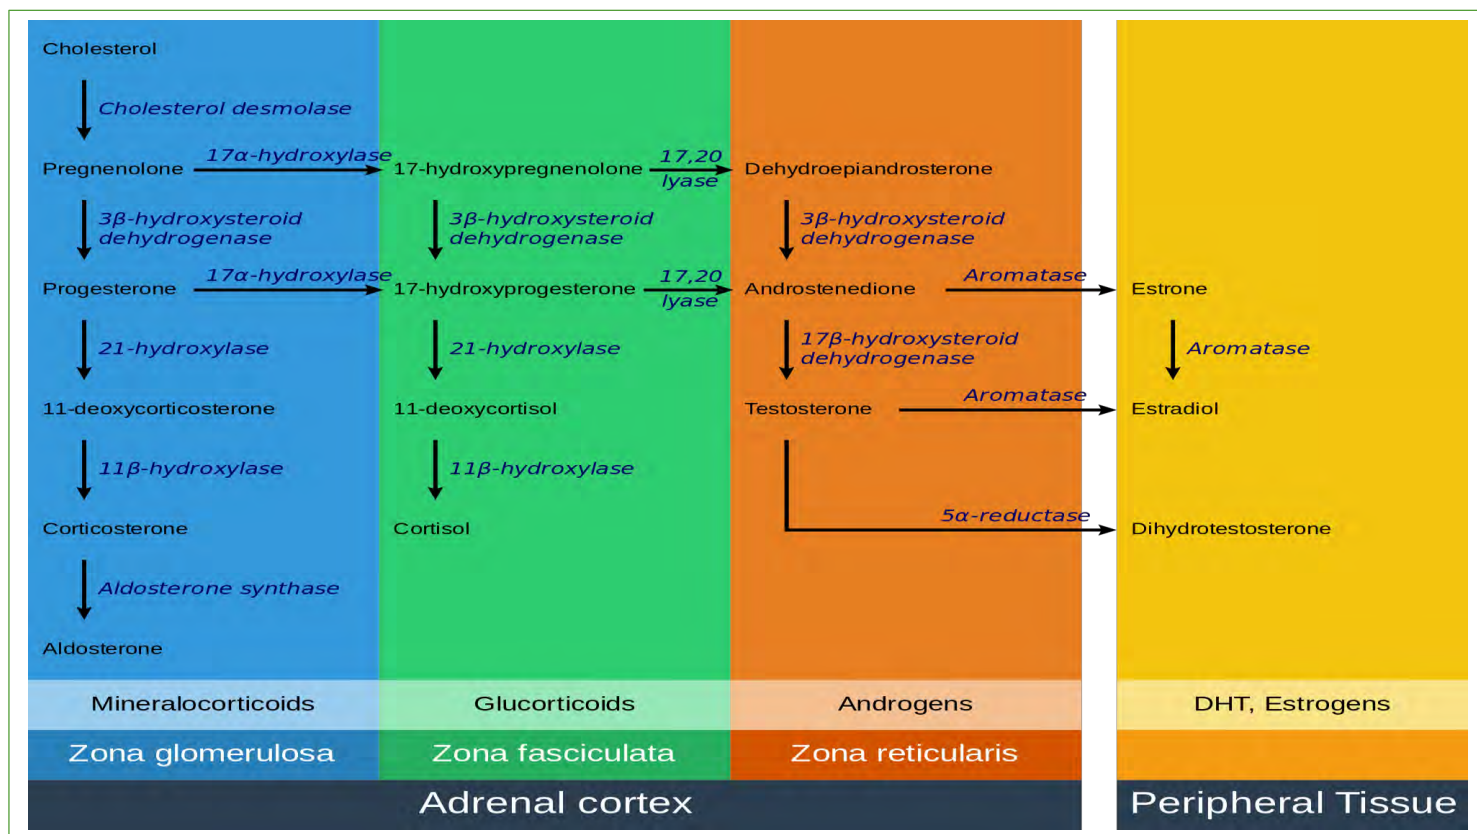 Cholesterol
Cholesterol desmolase
Pregnenolone
17α-hydroxylase
17-hydroxypregnenolone
17,20
lyase
Dehydroepiandrosterone
3β-hydroxysteroid
dehydrogenase
3β-hydroxysteroid
dehydrogenase
3β-hydroxysteroid
dehydrogenase
Progesterone
17α-hydroxylase
17-hydroxyprogesterone
17,20
lyase
Androstenedione
Aromatase
Estrone
21-hydroxylase
21-hydroxylase
17β-hydroxysteroid
dehydrogenase
Aromatase
11-deoxycorticosterone
11-deoxycortisol
Testosterone
Aromatase
Estradiol
11β-hydroxylase
11β-hydroxylase
Corticosterone
Cortisol
5α-reductase
Dihydrotestosterone
Aldosterone synthase
Aldosterone
Mineralocorticoids
Glucorticoids
Androgens
DHT, Estrogens
Zona glomerulosa
Zona fasciculata
Zona reticularis
Adrenal cortex
Peripheral Tissue